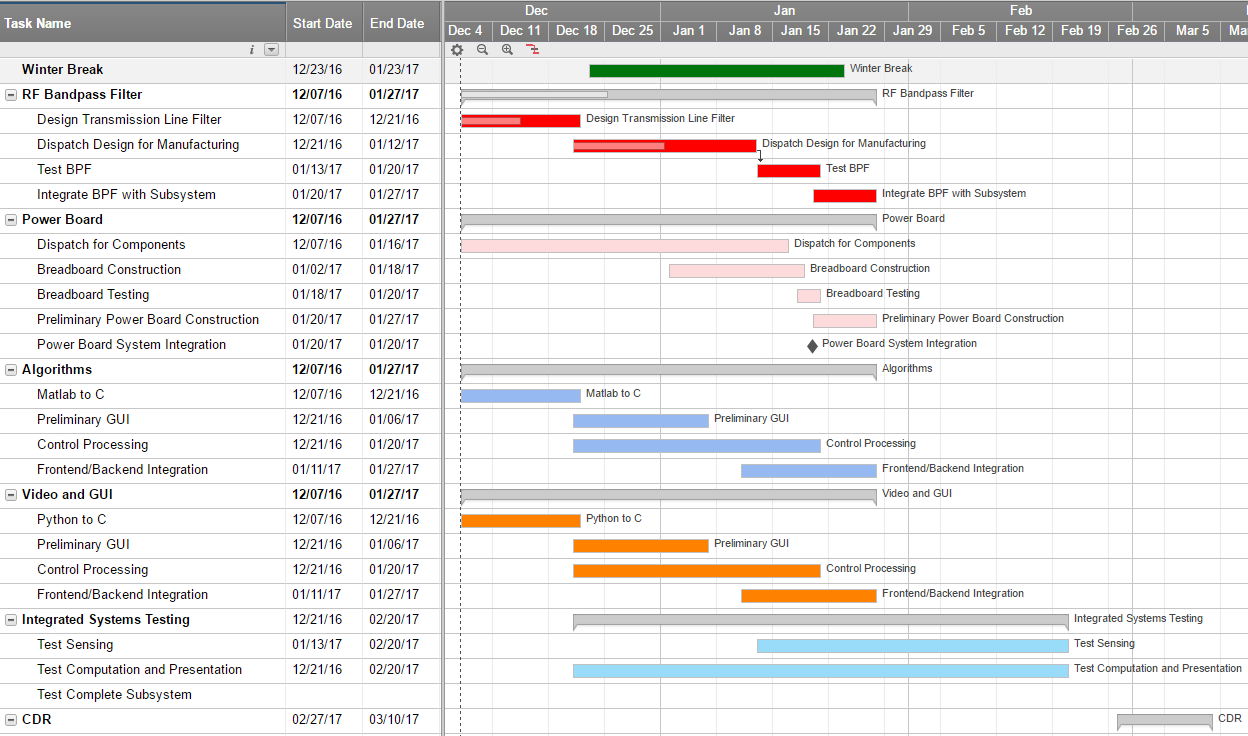 Task Name Start Date End Date Dec Jan Feb
Dec 4 Dec 11 Dec 18 Dec 25 Jan 1 Jan 8 Jan 15 Jan 22 Jan 29 Feb 5 Feb 12 Feb 19 Feb 26 Mar 5 Ma
i
Winter Break 12/23/16 01/23/17 Winter Break
RF Bandpass Filter 12/07/16 01/27/17 RF Bandpass Filter
Design Transmission Line Filter 12/07/16 12/21/16 Design Transmission Line Filter
Dispatch Design for Manufacturing 12/21/16 01/12/17 Dispatch Design for Manufacturing
Test BPF 01/13/17 01/20/17 Test BPF
Integrate BPF with Subsystem 01/20/17 01/27/17 Integrate BPF with Subsystem
Power Board 12/07/16 01/27/17 Power Board
Dispatch for Components 12/07/16 01/16/17 Dispatch for Components
Breadboard Construction 01/02/17 01/18/17 Breadboard Construction
Breadboard Testing 01/18/17 01/20/17 Breadboard Testing
Preliminary Power Board Construction 01/20/17 01/27/17 Preliminary Power Board Construction
Power Board System Integration 01/20/17 01/20/17 Power Board System Integration
Algorithms 12/07/16 01/27/17 Algorithms
Matlab to C 12/07/16 12/21/16 Matlab to C
Preliminary GUI 12/21/16 01/06/17 Preliminary GUI
Control Processing 12/21/16 01/20/17 Control Processing
Frontend/Backend Integration 01/11/17 01/27/17 Frontend/Backend Integration
Video and GUI 12/07/16 01/27/17 Video and GUI
Python to C 12/07/16 12/21/16 Python to C
Preliminary GUI 12/21/16 01/06/17 Preliminary GUI
Control Processing 12/21/16 01/20/17 Control Processing
Frontend/Backend Integration 01/11/17 01/27/17 Frontend/Backend Integration
Integrated Systems Testing 12/21/16 02/20/17 Integrated Systems Testing
Test Sensing 01/13/17 02/20/17 Test Sensing
Test Computation and Presentation 12/21/16 02/20/17 Test Computation and Presentation
Test Complete Subsystem
CDR 02/27/17 03/10/17 CDR